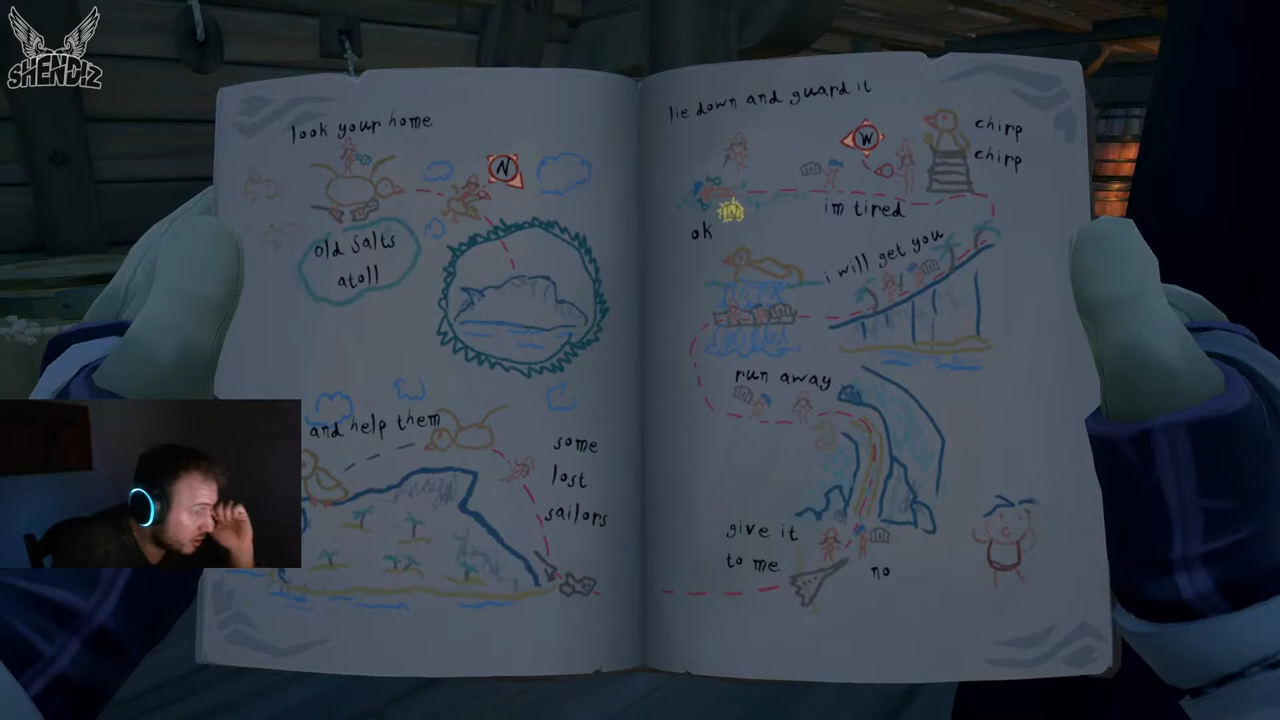 SHENDIZ
look your home
N
old salts
atoll
and help them
some
lost
sailors
lie down and guard it
W
chirp
chirp
ok
im tired
i will get you
run away
give it
to me
no